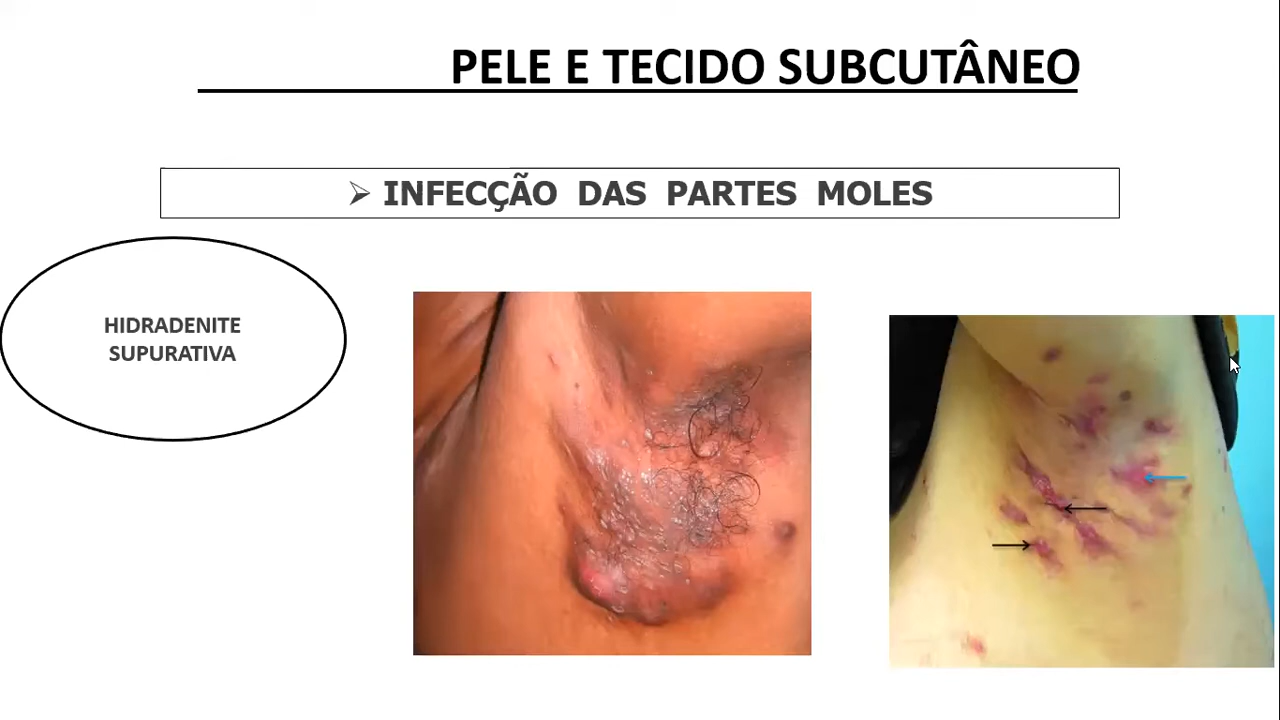 PELE E TECIDO SUBCUTÂNEO
➢ INFECÇÃO DAS PARTES MOLES
HIDRADENITE
SUPURATIVA